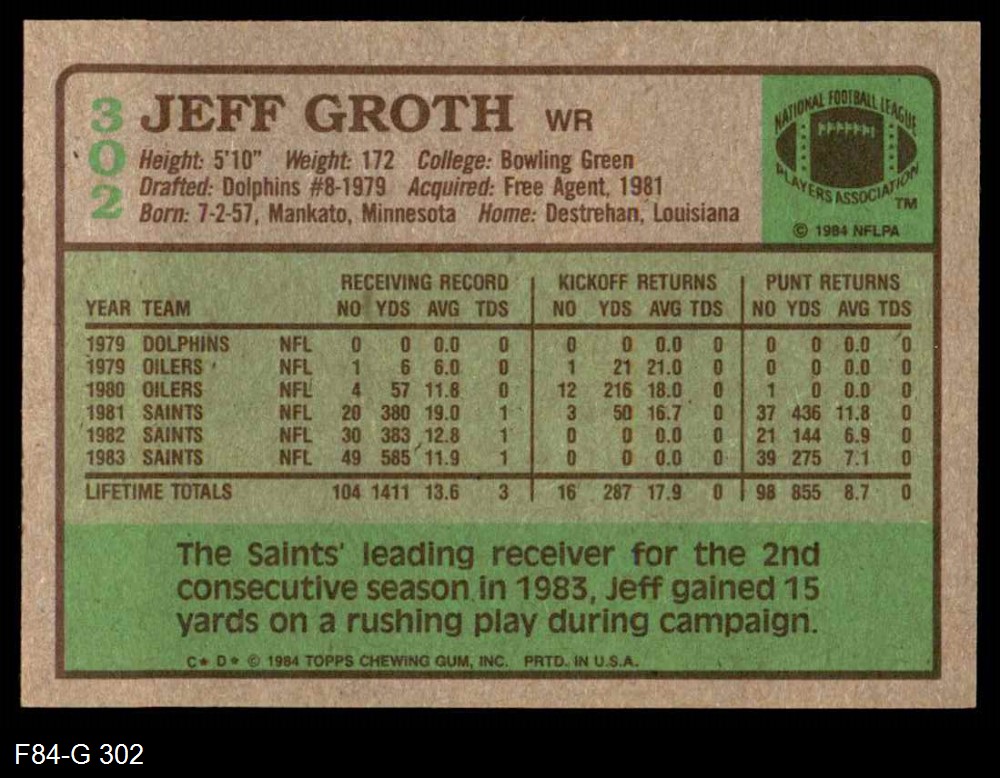 302
JEFF GROTH WR
Height: 5'10" Weight: 172 College: Bowling Green
Drafted: Dolphins #8-1979 Acquired: Free Agent, 1981
Born: 7-2-57, Mankato, Minnesota Home: Destrehan, Louisiana
NATIONAL FOOTBALL LEAGUE
PLAYERS ASSOCIATION TM
© 1984 NFLPA
RECEIVING RECORD KICKOFF RETURNS PUNT RETURNS
YEAR TEAM NO YDS AVG TDS NO YDS AVG TDS NO YDS AVG TDS
1979 DOLPHINS NFL 0 0 0.0 0 0 0 0.0 0 0 0 0.0 0
1979 OILERS NFL 1 6 6.0 0 1 21 21.0 0 0 0 0.0 0
1980 OILERS NFL 4 57 11.8 0 12 216 18.0 0 1 0 0.0 0
1981 SAINTS NFL 20 380 19.0 1 3 50 16.7 0 37 436 11.8 0
1982 SAINTS NFL 30 383 12.8 1 0 0 0.0 0 21 144 6.9 0
1983 SAINTS NFL 49 585 11.9 1 0 0 0.0 0 39 275 7.1 0
LIFETIME TOTALS 104 1411 13.6 3 16 287 17.9 0 98 855 8.7 0
The Saints' leading receiver for the 2nd
consecutive season in 1983, Jeff gained 15
yards on a rushing play during campaign.
C* D* © 1984 TOPPS CHEWING GUM, INC. PRTD. IN U.S.A.
F84-G 302